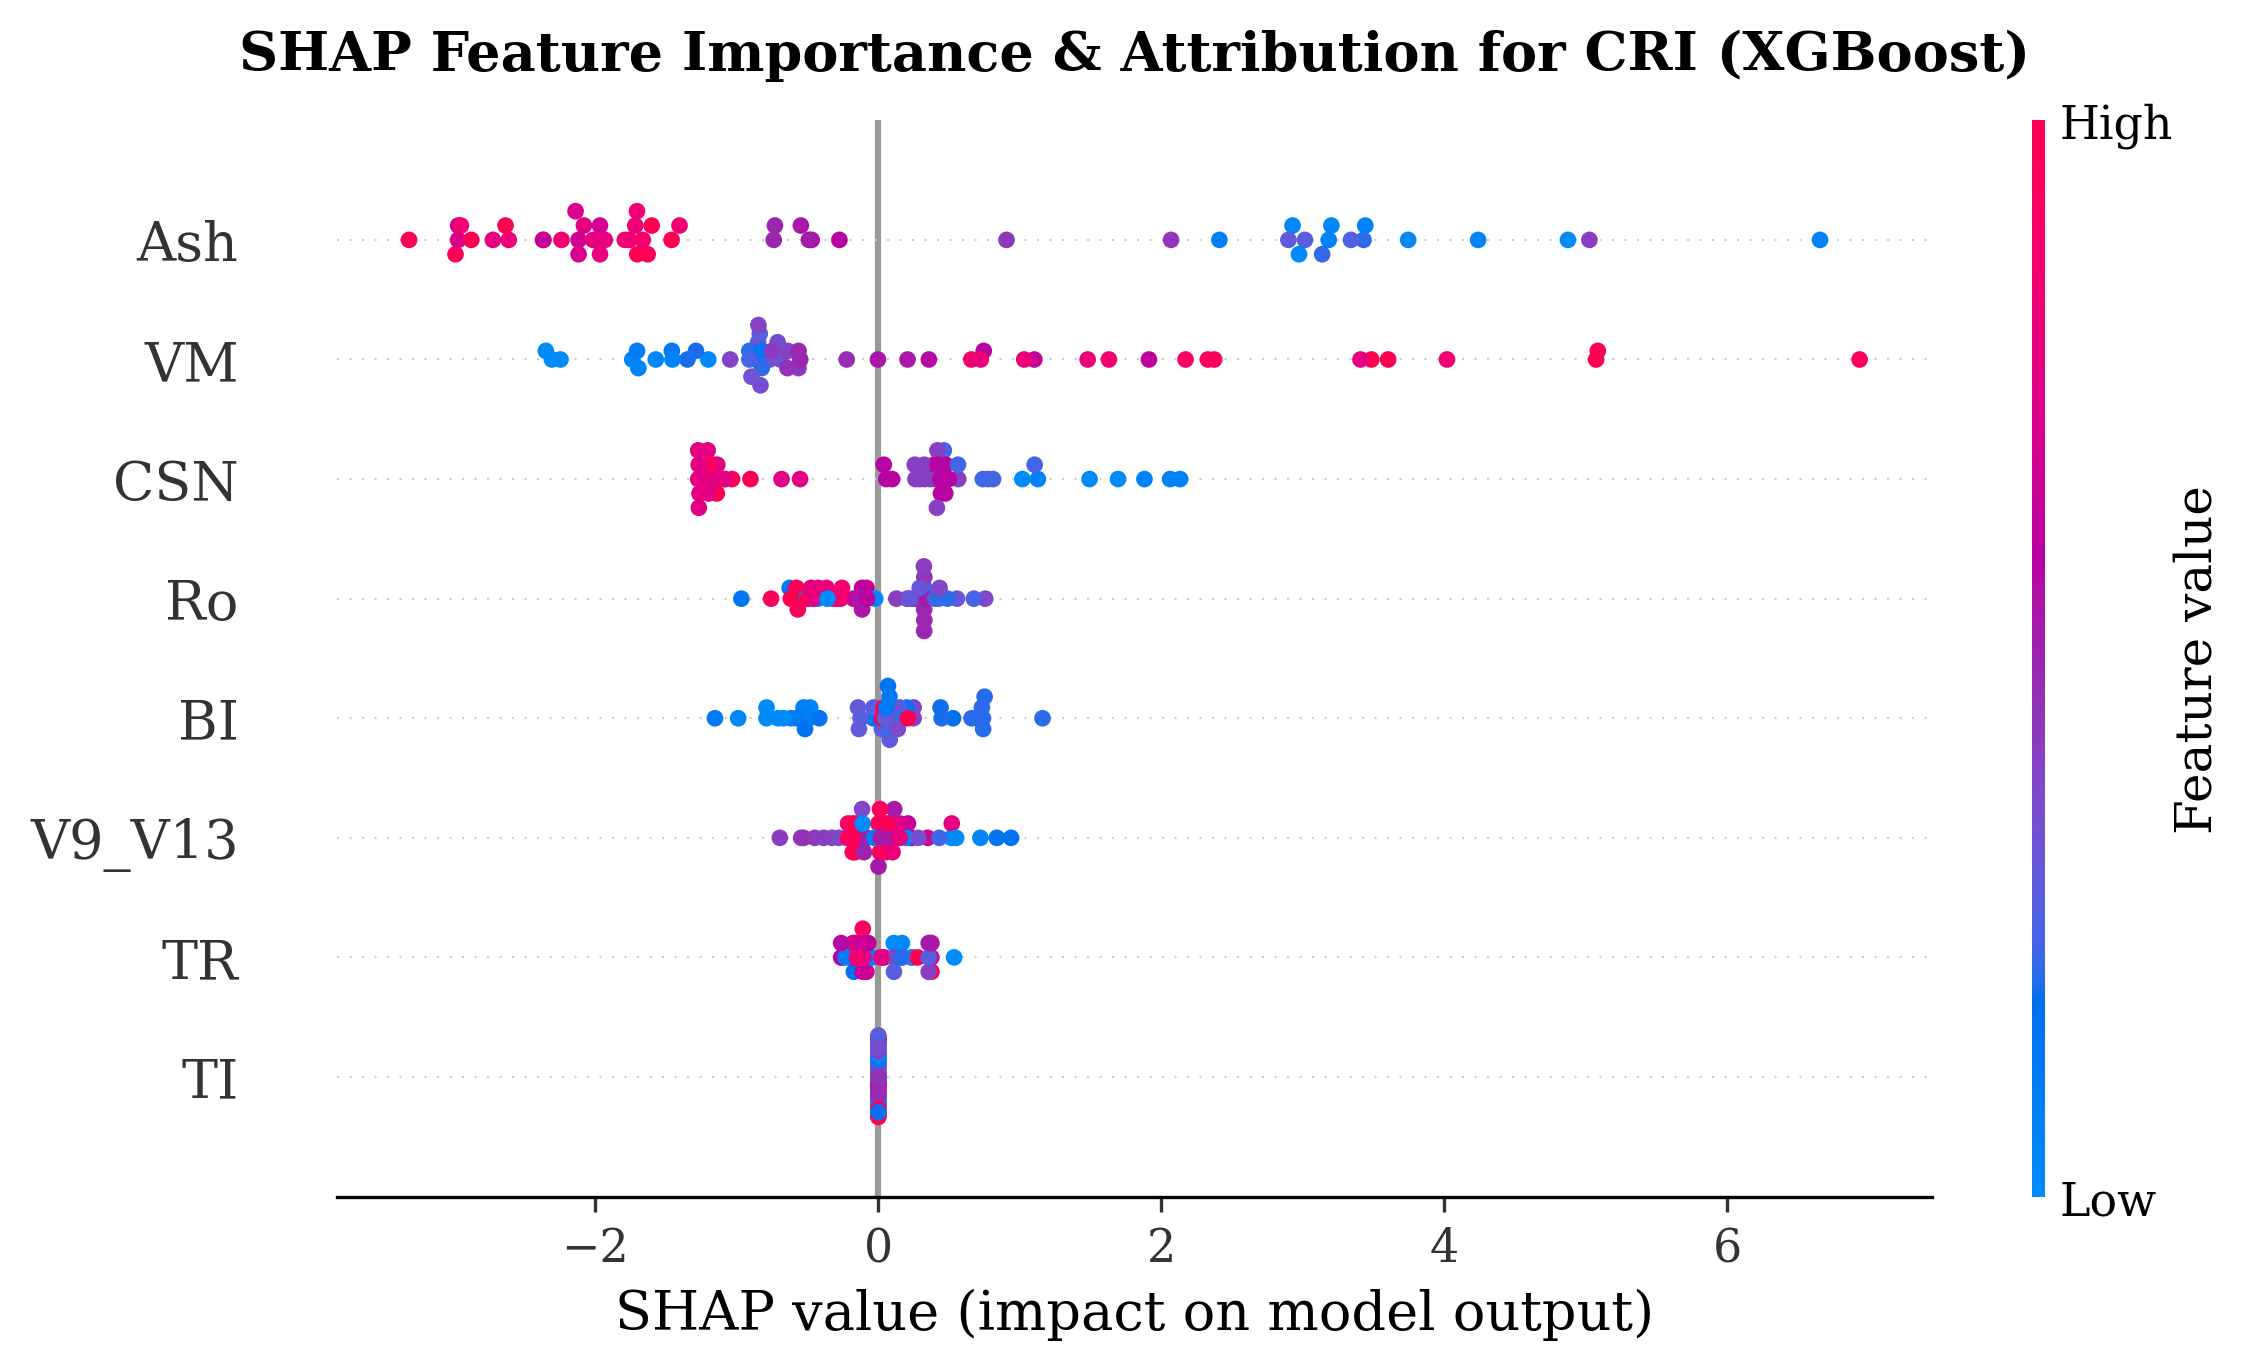 SHAP Feature Importance & Attribution for CRI (XGBoost)
High
Ash
VM
CSN
Ro
BI
V9_V13
TR
TI
Feature value
Low
−2 0 2 4 6
SHAP value (impact on model output)